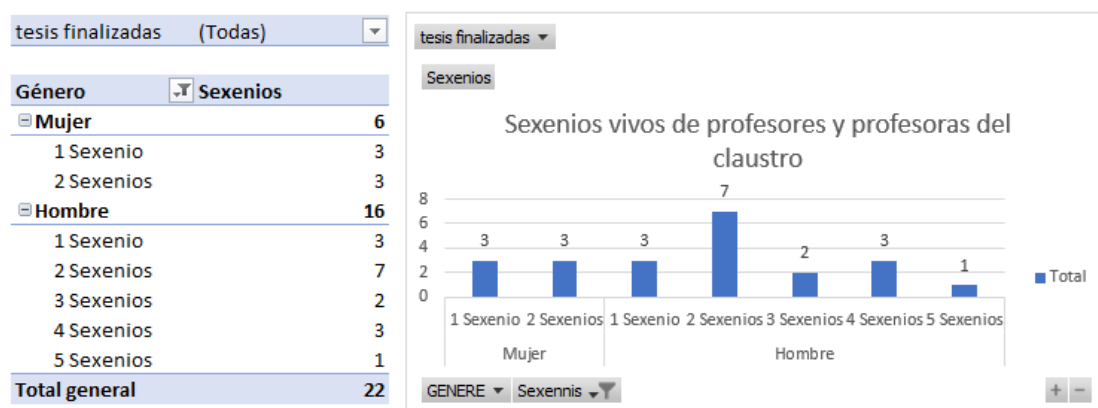 tesis finalizadas (Todas)
Género Sexenios
Mujer 6
1 Sexenio 3
2 Sexenios 3
Hombre 16
1 Sexenio 3
2 Sexenios 7
3 Sexenios 2
4 Sexenios 3
5 Sexenios 1
Total general 22
tesis finalizadas
Sexenios
Sexenios vivos de profesores y profesoras del
claustro
8
6
4
2
0
3 3 3 7 2 3 1
Total
1 Sexenio 2 Sexenios 1 Sexenio 2 Sexenios 3 Sexenios 4 Sexenios 5 Sexenios
Mujer Hombre
GENERE Sexennis